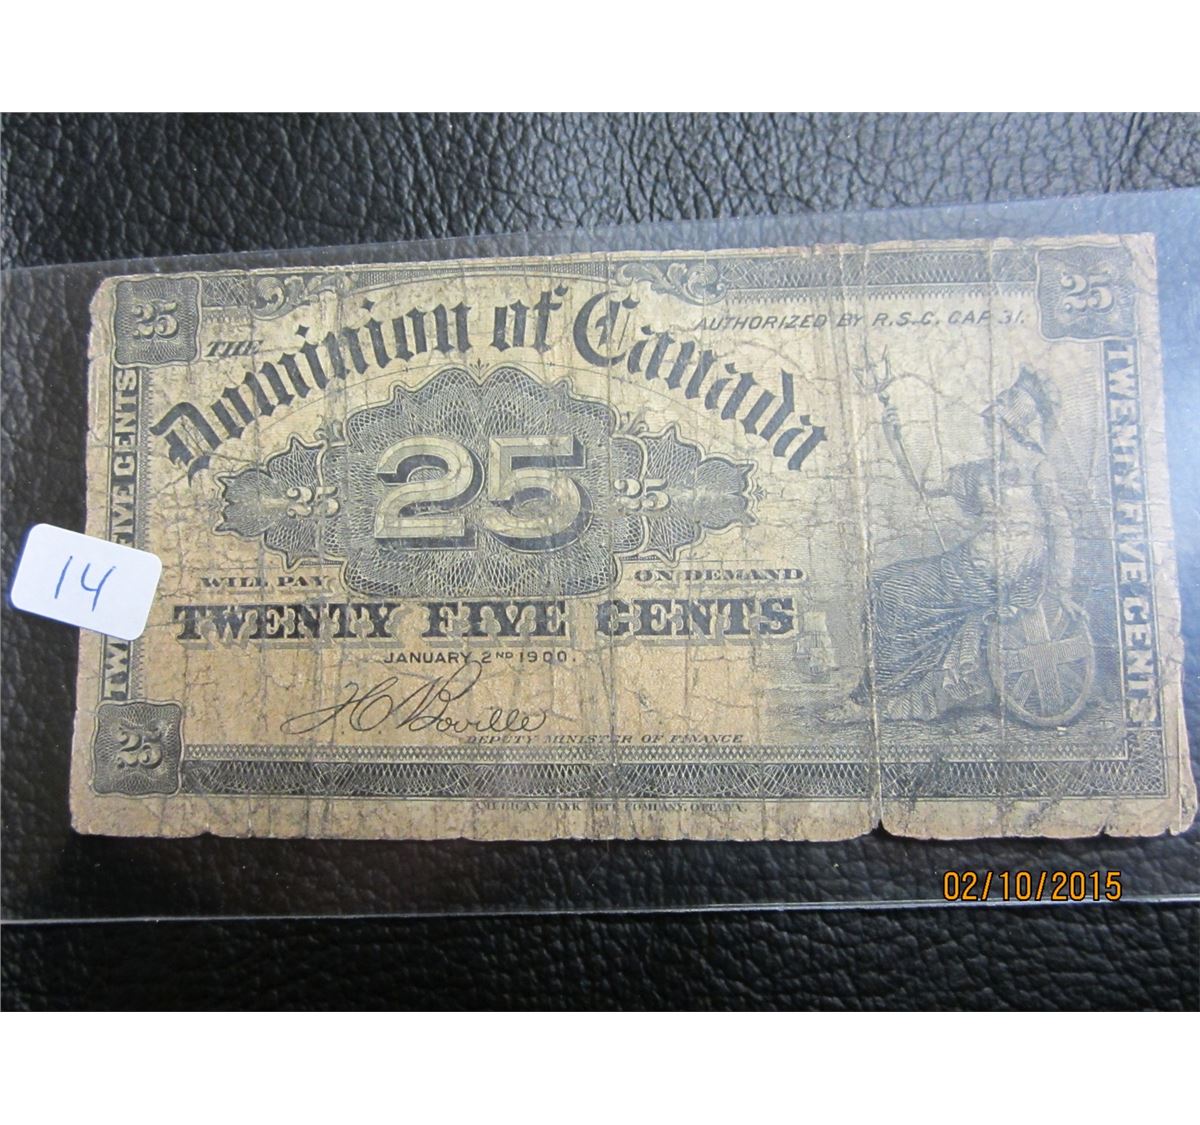 25
25
AUTHORIZED BY R.S.C. CAP. 31.
THE
Dominion of Canada
TWENTY FIVE CENTS
25
25
25
14
WILL PAY
ON DEMAND
TWENTY FIVE CENTS
JANUARY 2ND 1900.
TWENTY FIVE CENTS
H C Boville
DEPUTY MINISTER OF FINANCE
25
AMERICAN BANK NOTE COMPANY, OTTAWA.
02/10/2015